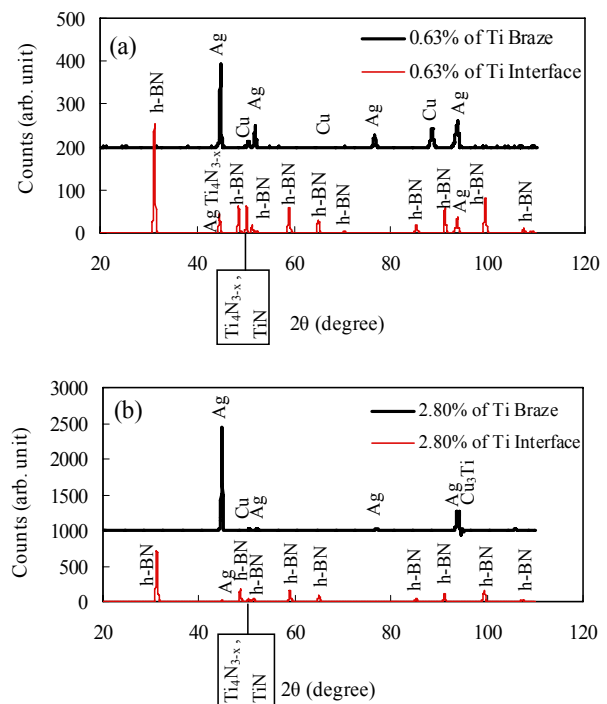 (a)
0.63% of Ti Braze
0.63% of Ti Interface
Counts (arb. unit)
500
400
300
200
100
0
h-BN
Ag
Cu
Ag
Cu
Ag
Cu
Ag
Ag
Ti₄N₃₋ₓ
h-BN
h-BN
h-BN
h-BN
h-BN
h-BN
h-BN
Ag
h-BN
h-BN
20 40 60 80 100 120
Ti₄N₃₋ₓ,
TiN
2θ (degree)
(b)
2.80% of Ti Braze
2.80% of Ti Interface
Counts (arb. unit)
3000
2500
2000
1500
1000
500
0
Ag
Cu
Ag
Ag
Ag
Cu₃Ti
h-BN
Ag
h-BN
h-BN
h-BN
h-BN
h-BN
h-BN
h-BN
h-BN
20 40 60 80 100 120
Ti₄N₃₋ₓ,
TiN
2θ (degree)